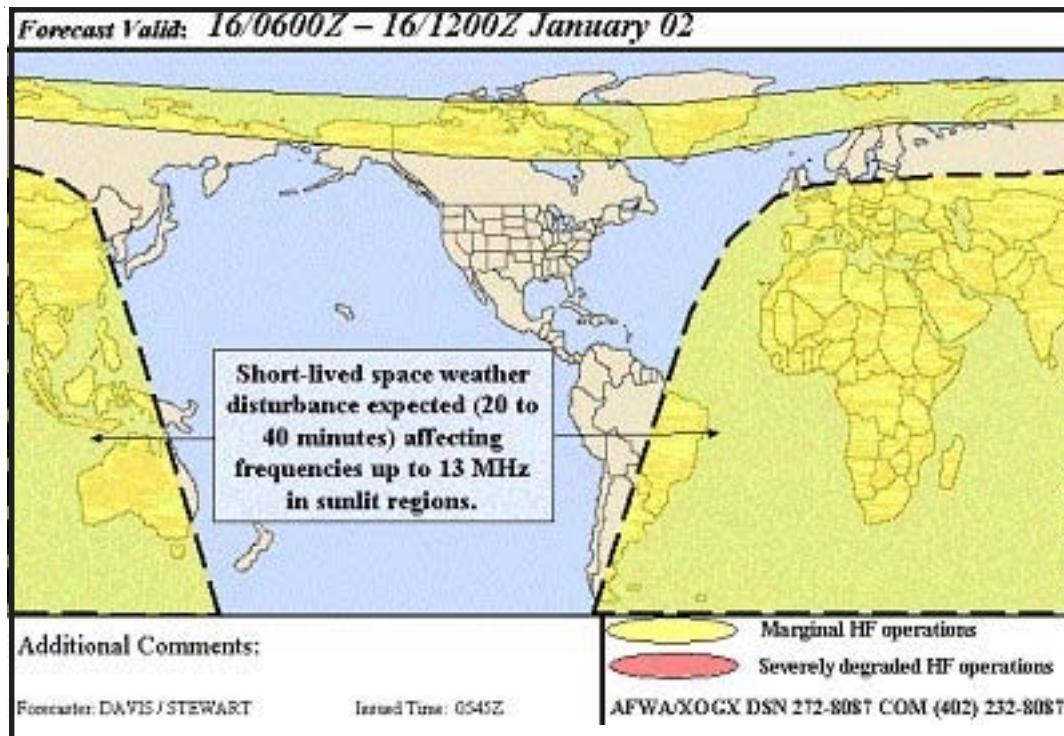 Forecast Valid: 16/0600Z – 16/1200Z January 02
Short-lived space weather
disturbance expected (20 to
40 minutes) affecting
frequencies up to 13 MHz
in sunlit regions.
Additional Comments:
Forecaster: DAVIS / STEWART
Issued Time: 0545Z
Marginal HF operations
Severely degraded HF operations
AFWA/XOGX DSN 272-8087 COM (402) 232-8087